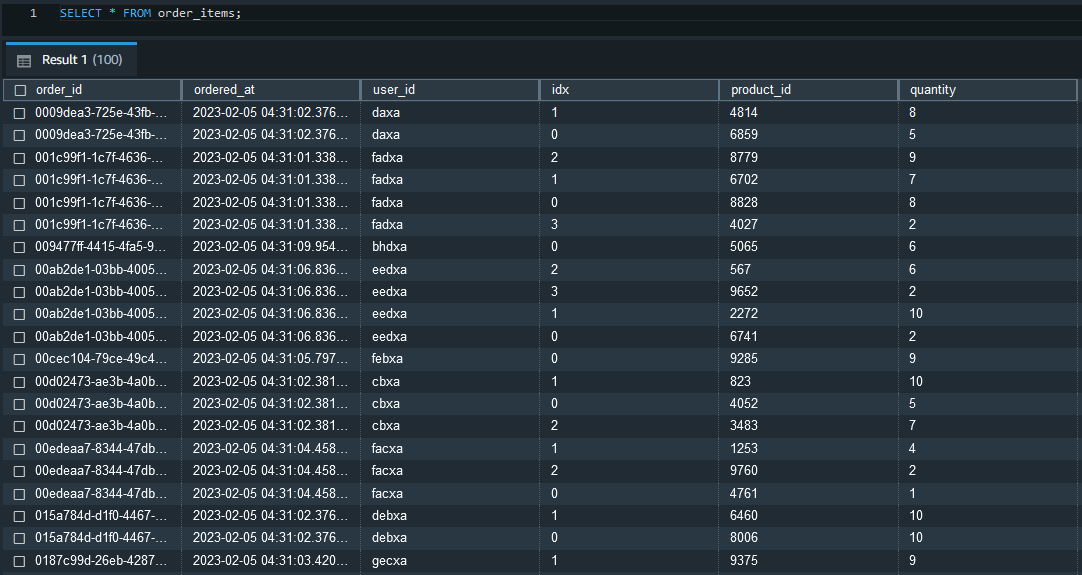 1 SELECT * FROM order_items;
Result 1 (100)
order_id ordered_at user_id idx product_id quantity
0009dea3-725e-43fb-... 2023-02-05 04:31:02.376... daxa 1 4814 8
0009dea3-725e-43fb-... 2023-02-05 04:31:02.376... daxa 0 6859 5
001c99f1-1c7f-4636-... 2023-02-05 04:31:01.338... fadxa 2 8779 9
001c99f1-1c7f-4636-... 2023-02-05 04:31:01.338... fadxa 1 6702 7
001c99f1-1c7f-4636-... 2023-02-05 04:31:01.338... fadxa 0 8828 8
001c99f1-1c7f-4636-... 2023-02-05 04:31:01.338... fadxa 3 4027 2
009477ff-4415-4fa5-9... 2023-02-05 04:31:09.954... bhdxa 0 5065 6
00ab2de1-03bb-4005... 2023-02-05 04:31:06.836... eedxa 2 567 6
00ab2de1-03bb-4005... 2023-02-05 04:31:06.836... eedxa 3 9652 2
00ab2de1-03bb-4005... 2023-02-05 04:31:06.836... eedxa 1 2272 10
00ab2de1-03bb-4005... 2023-02-05 04:31:06.836... eedxa 0 6741 2
00cec104-79ce-49c4... 2023-02-05 04:31:05.797... febxa 0 9285 9
00d02473-ae3b-4a0b... 2023-02-05 04:31:02.381... cbxa 1 823 10
00d02473-ae3b-4a0b... 2023-02-05 04:31:02.381... cbxa 0 4052 5
00d02473-ae3b-4a0b... 2023-02-05 04:31:02.381... cbxa 2 3483 7
00edeaa7-8344-47db... 2023-02-05 04:31:04.458... facxa 1 1253 4
00edeaa7-8344-47db... 2023-02-05 04:31:04.458... facxa 2 9760 2
00edeaa7-8344-47db... 2023-02-05 04:31:04.458... facxa 0 4761 1
015a784d-d1f0-4467-... 2023-02-05 04:31:02.376... debxa 1 6460 10
015a784d-d1f0-4467-... 2023-02-05 04:31:02.376... debxa 0 8006 10
0187c99d-26eb-4287... 2023-02-05 04:31:03.420... gecxa 1 9375 9